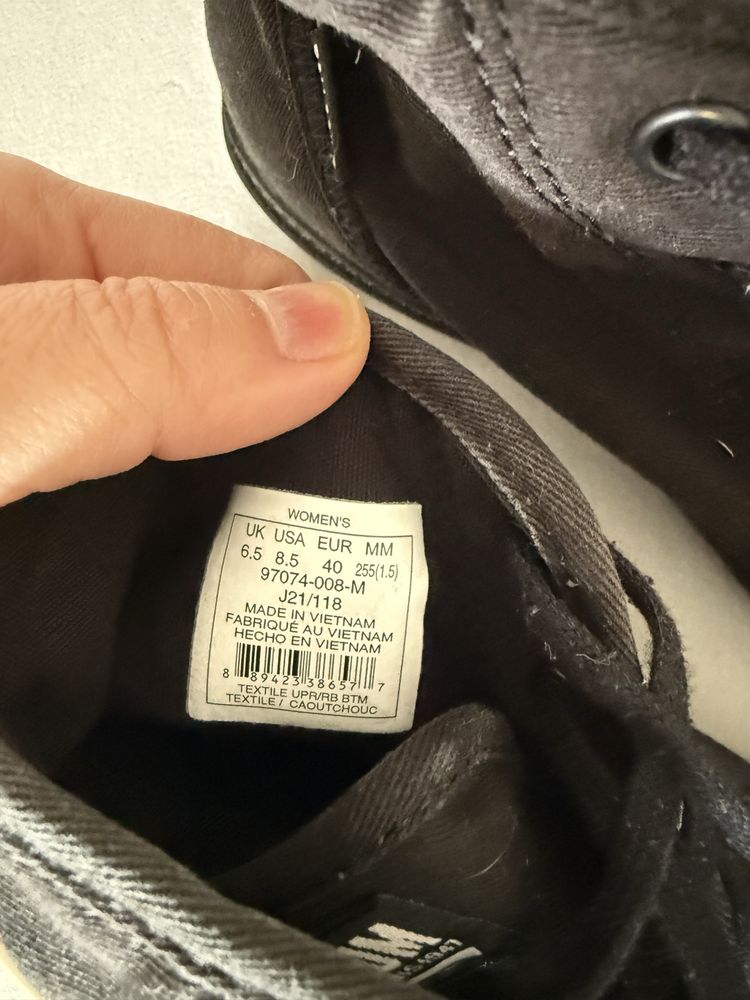 WOMEN'S
UK USA EUR MM
6.5 8.5 40 255(1.5)
97074-008-M
J21/118
MADE IN VIETNAM
FABRIQUÉ AU VIETNAM
HECHO EN VIETNAM
8 89423 38657 7
TEXTILE UPR/RB BTM
TEXTILE / CAOUTCHOUC